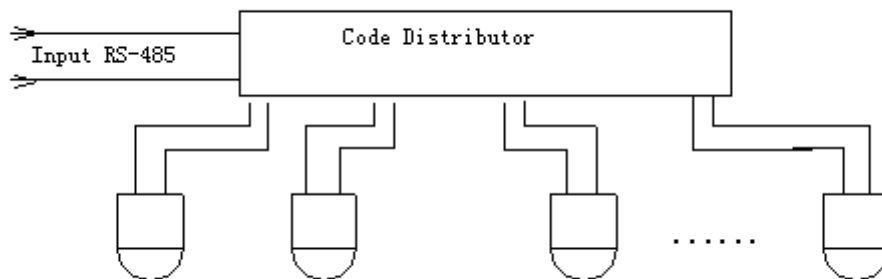 Code Distributor
Input RS-485
......